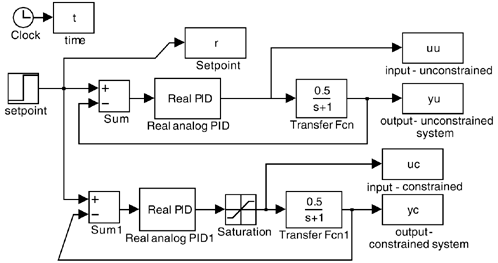 t
Clock
time
r
Setpoint
uu
input - unconstrained
setpoint
+
−
Sum
Real PID
Real analog PID
0.5
s+1
Transfer Fcn
yu
output- unconstrained
system
uc
input - constrained
+
−
Sum1
Real PID
Real analog PID1
Saturation
0.5
s+1
Transfer Fcn1
yc
output-
constrained system